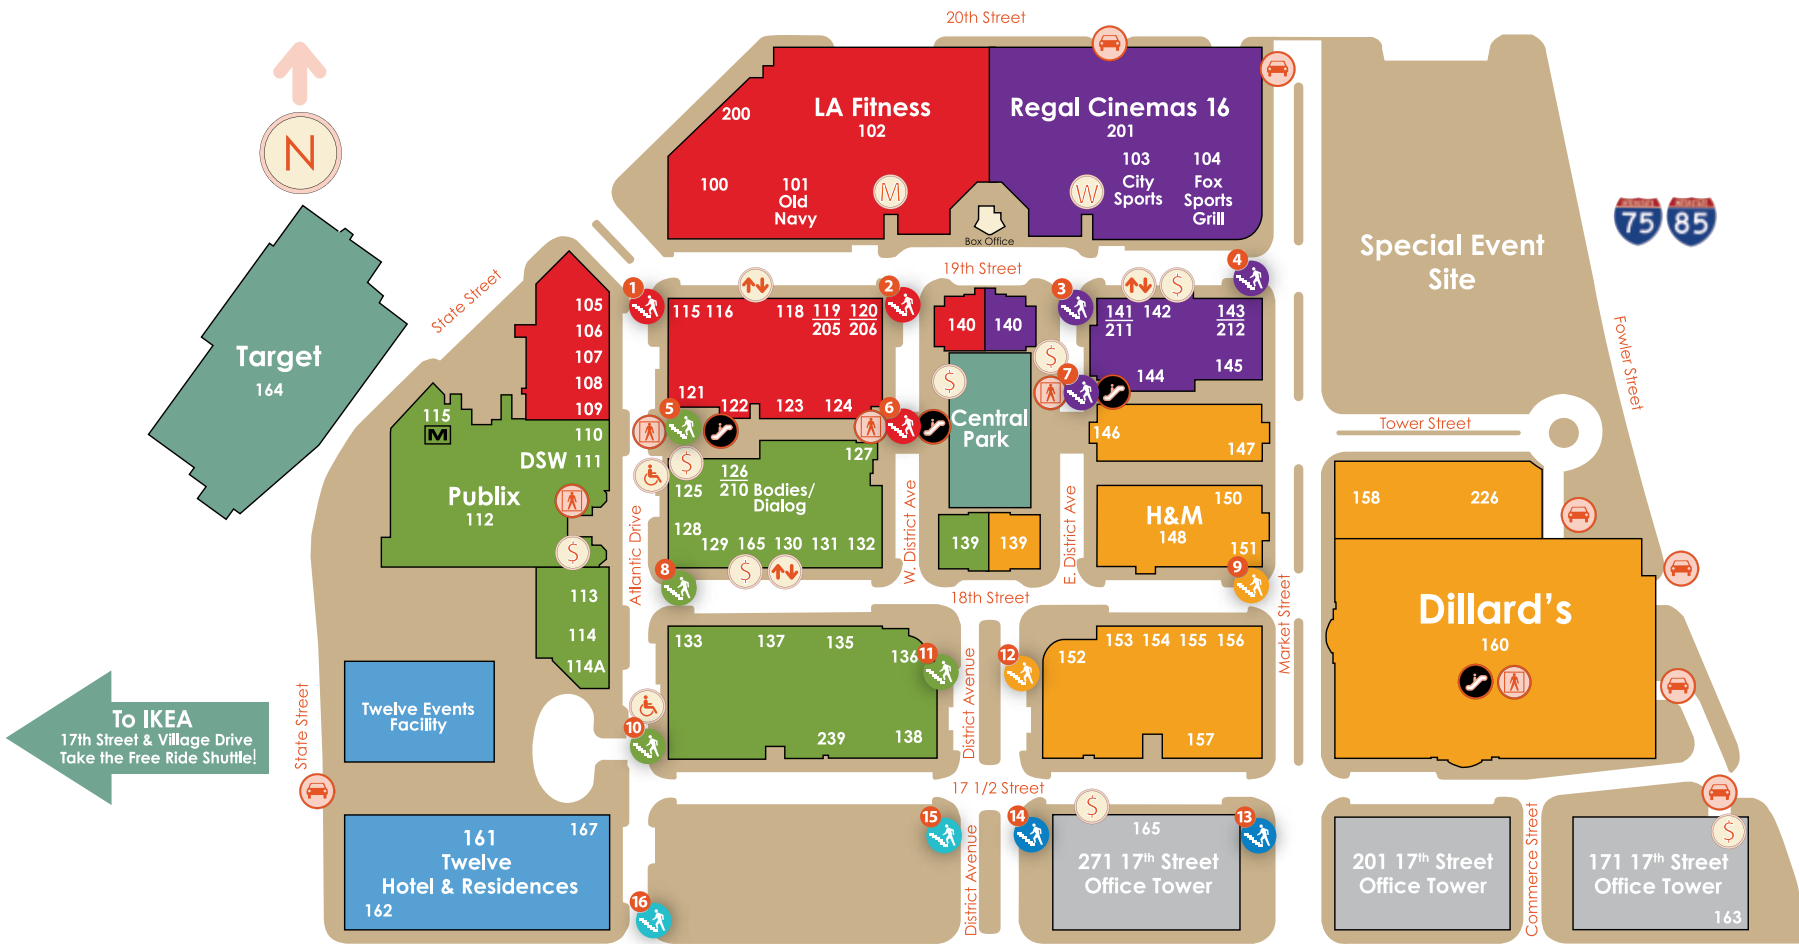 20th Street
N
LA Fitness
102
200
100
101
Old
Navy
M
Regal Cinemas 16
201
103
City
Sports
104
Fox
Sports
Grill
W
Box Office
75
85
Special Event
Site
Target
164
State Street
19th Street
1
2
3
4
105
106
107
108
109
115
116
118
119
205
120
206
121
122
123
124
140
140
141
211
142
143
212
144
145
$
$
$
5
6
7
Central
Park
Fowler Street
Tower Street
115
M
110
DSW
111
Publix
112
$
113
114
114A
Atlantic Drive
$
125
126
210
Bodies/
Dialog
127
128
129
165
130
131
132
$
W. District Ave
E. District Ave
139
139
146
147
H&M
148
150
151
158
226
8
9
18th Street
Market Street
Dillard's
160
133
137
135
136
11
12
152
153
154
155
156
239
138
157
10
District Avenue
Twelve Events
Facility
To IKEA
17th Street & Village Drive
Take the Free Ride Shuttle!
State Street
17 1/2 Street
161
167
Twelve
Hotel & Residences
162
16
15
14
13
District Avenue
$
165
271 17th Street
Office Tower
201 17th Street
Office Tower
Commerce Street
$
171 17th Street
Office Tower
163